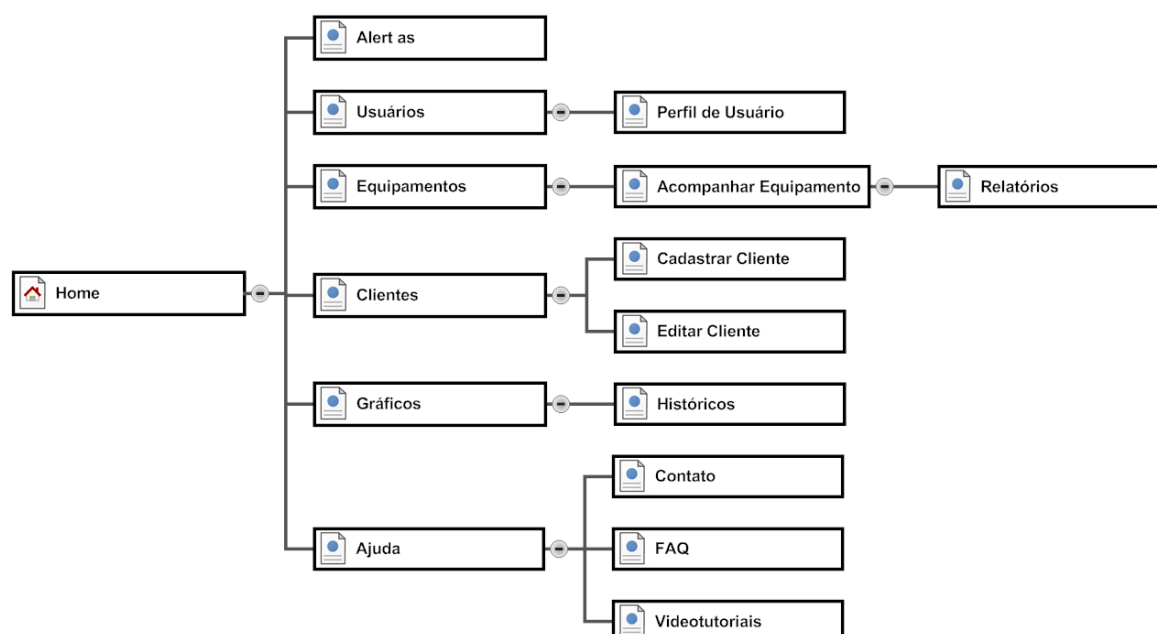 Alert as
Usuários
Perfil de Usuário
Equipamentos
Acompanhar Equipamento
Relatórios
Home
Clientes
Cadastrar Cliente
Editar Cliente
Gráficos
Históricos
Ajuda
Contato
FAQ
Videotutoriais